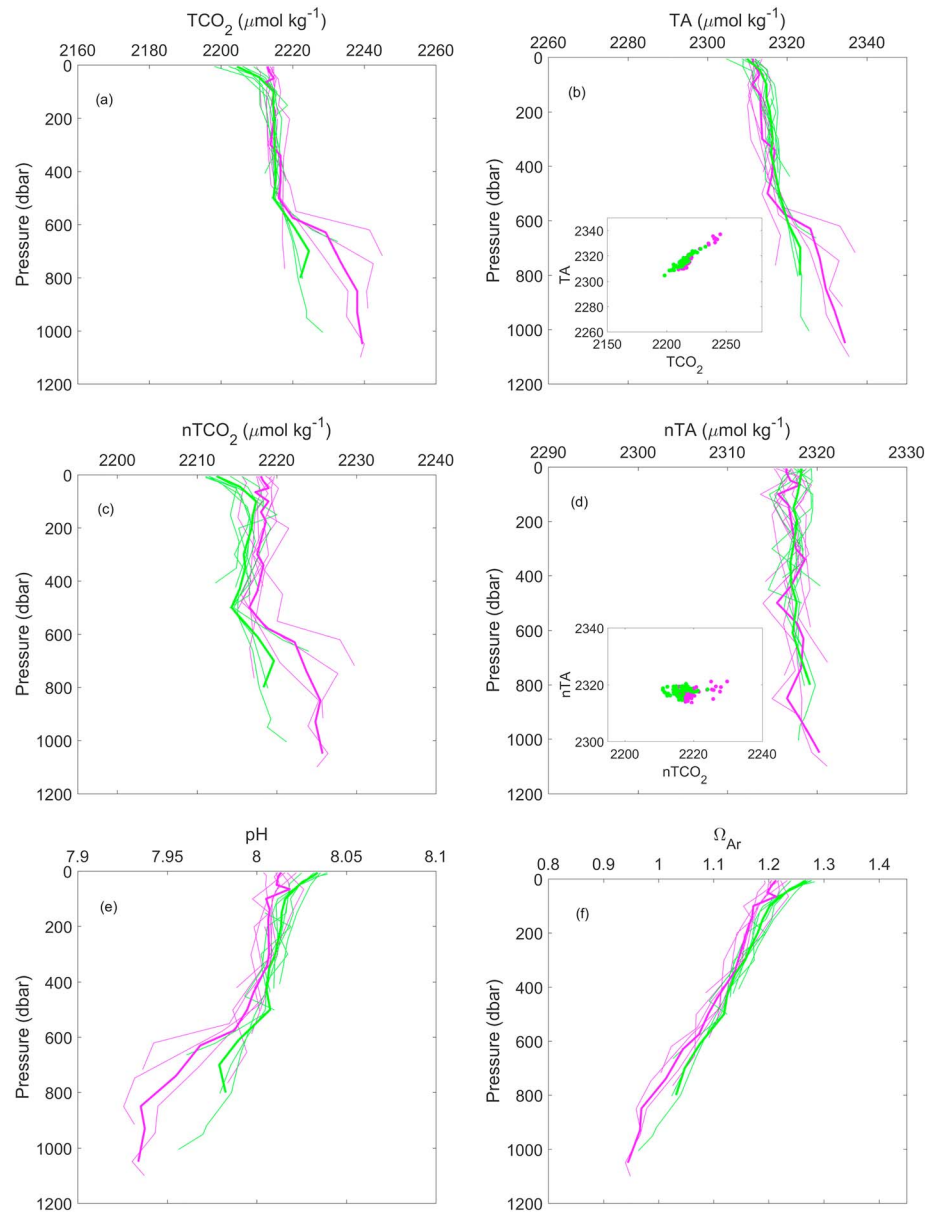 TCO2 (μmol kg-1)
2160 2180 2200 2220 2240 2260
0
200
400
600
800
1000
1200
Pressure (dbar)
(a)
TA (μmol kg-1)
2260 2280 2300 2320 2340
0
200
400
600
800
1000
1200
Pressure (dbar)
(b)
2340
2320
2300
2280
2260
TA
2150 2200 2250
TCO2
nTCO2 (μmol kg-1)
2200 2210 2220 2230 2240
0
200
400
600
800
1000
1200
Pressure (dbar)
(c)
nTA (μmol kg-1)
2290 2300 2310 2320 2330
0
200
400
600
800
1000
1200
Pressure (dbar)
(d)
2340
2320
2300
nTA
2200 2220 2240
nTCO2
pH
7.9 7.95 8 8.05 8.1
0
200
400
600
800
1000
1200
Pressure (dbar)
(e)
ΩAr
0.8 0.9 1 1.1 1.2 1.3 1.4
0
200
400
600
800
1000
1200
Pressure (dbar)
(f)